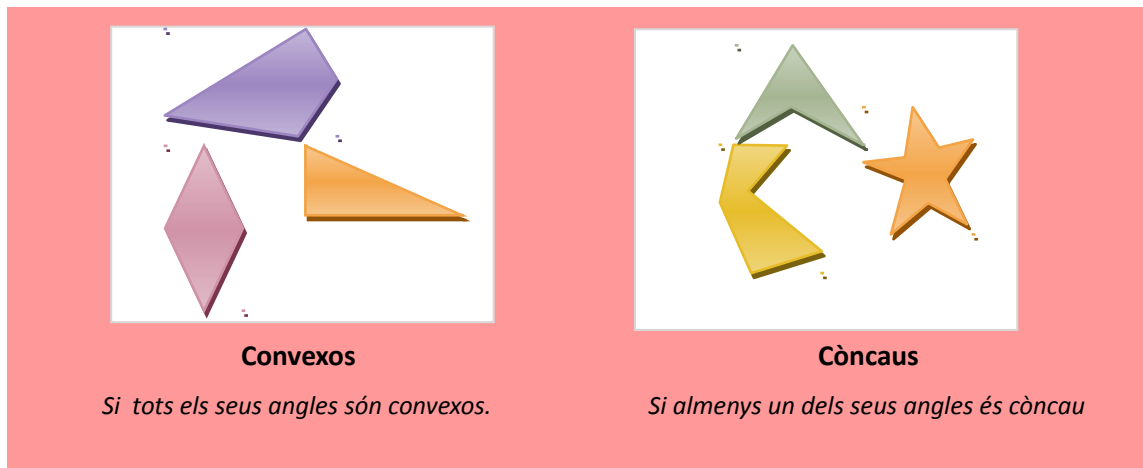 Convexos
Còncaus
Si tots els seus angles són convexos.
Si almenys un dels seus angles és còncau